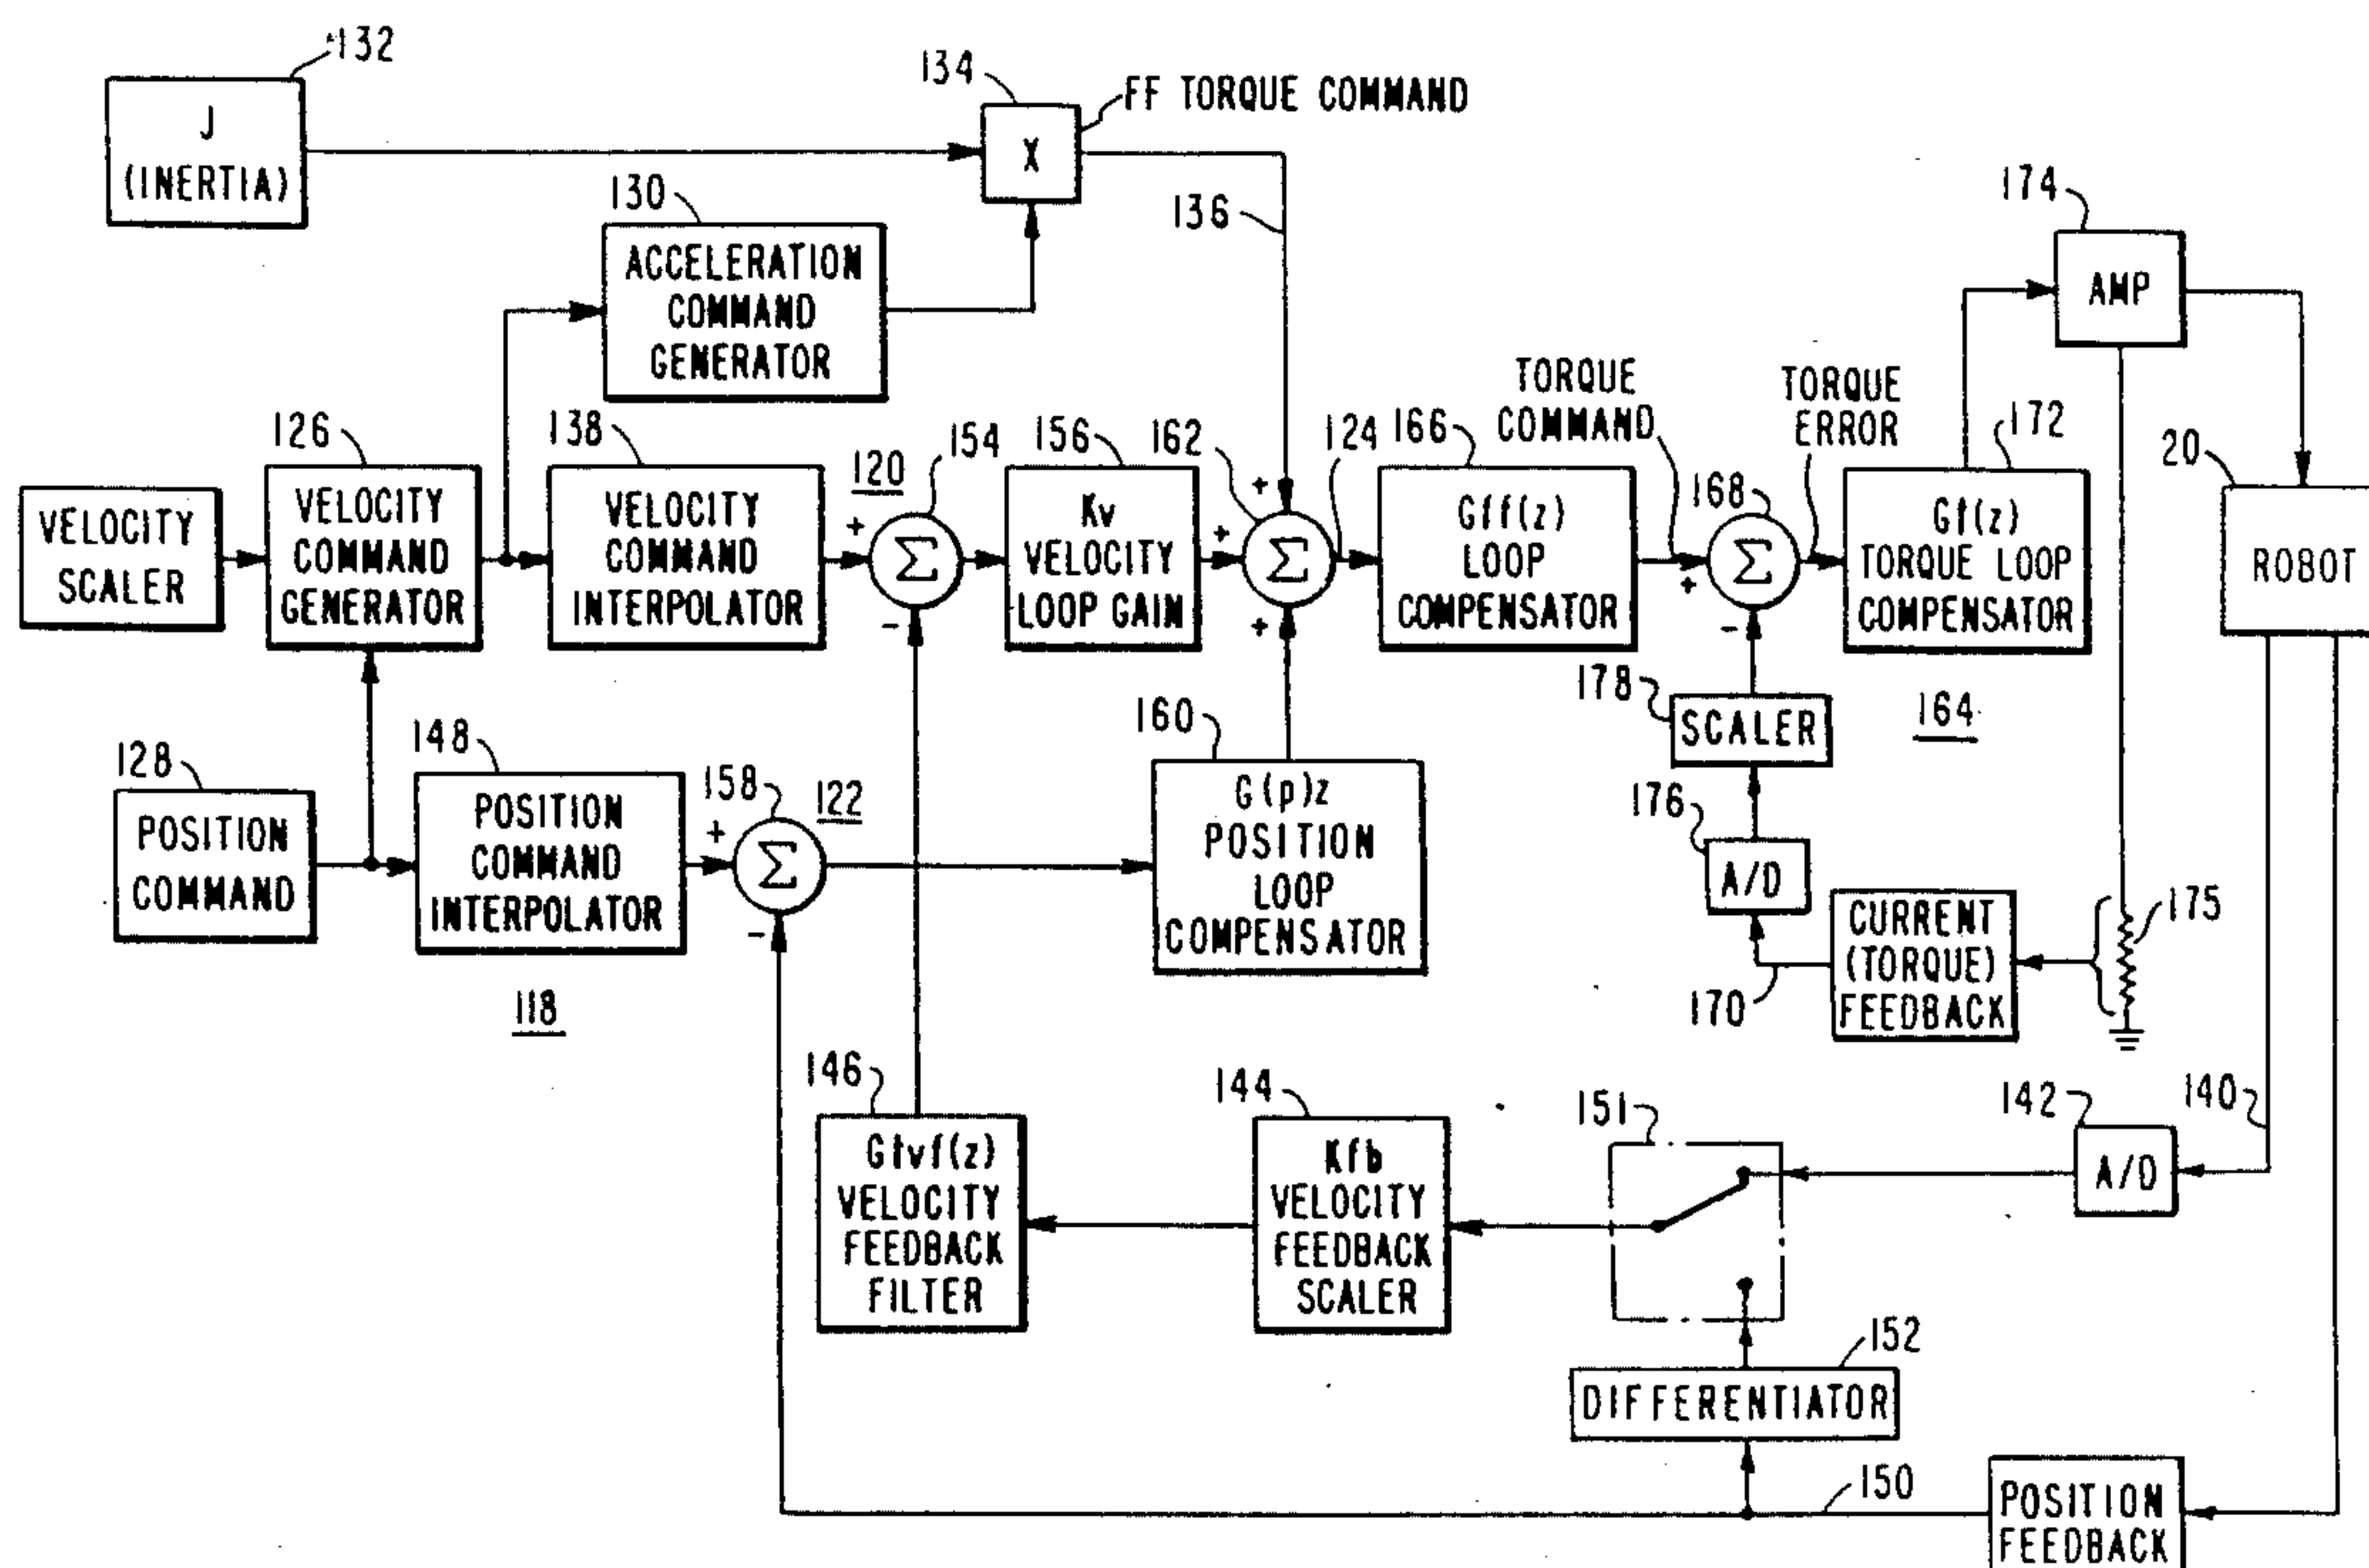 132
J
(INERTIA)
134
FF TORQUE COMMAND
X
136
130
ACCELERATION
COMMAND
GENERATOR
174
AMP
VELOCITY
SCALER
126
VELOCITY
COMMAND
GENERATOR
138
VELOCITY
COMMAND
INTERPOLATOR
120
154
+
Σ
-
156
Kv
VELOCITY
LOOP GAIN
162
+
+
Σ
+
124
166
Gff(z)
LOOP
COMPENSATOR
TORQUE
COMMAND
168
+
Σ
-
TORQUE
ERROR
172
Gt(z)
TORQUE LOOP
COMPENSATOR
20
ROBOT
164
178
SCALER
176
A/D
170
CURRENT
(TORQUE)
FEEDBACK
175
128
POSITION
COMMAND
148
POSITION
COMMAND
INTERPOLATOR
158
+
Σ
-
122
160
G(p)z
POSITION
LOOP
COMPENSATOR
118
146
Gtvf(z)
VELOCITY
FEEDBACK
FILTER
144
Kfb
VELOCITY
FEEDBACK
SCALER
151
142
A/D
140
152
DIFFERENTIATOR
150
POSITION
FEEDBACK